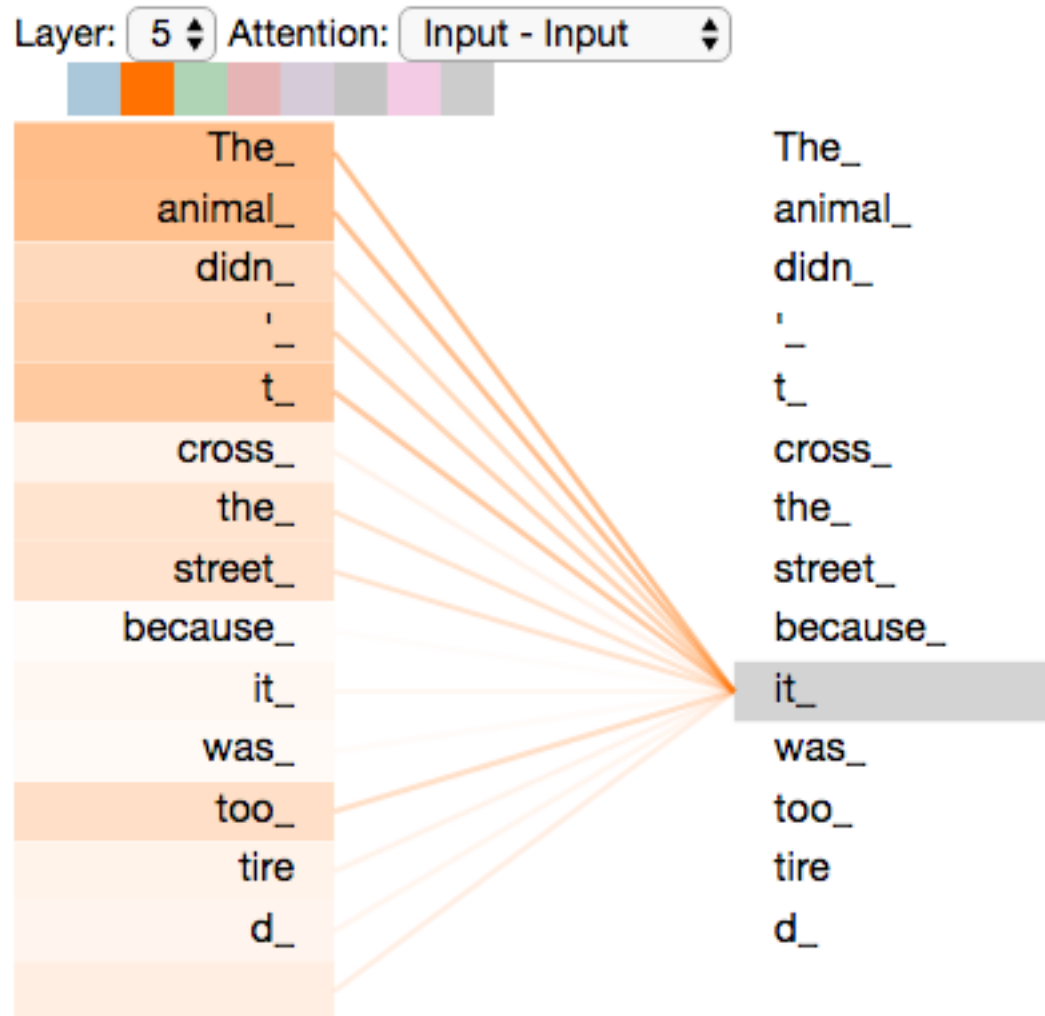 Layer: 5 Attention: Input - Input
The_ The_
animal_ animal_
didn_ didn_
'_ '_
t_ t_
cross_ cross_
the_ the_
street_ street_
because_ because_
it_ it_
was_ was_
too_ too_
tire tire
d_ d_